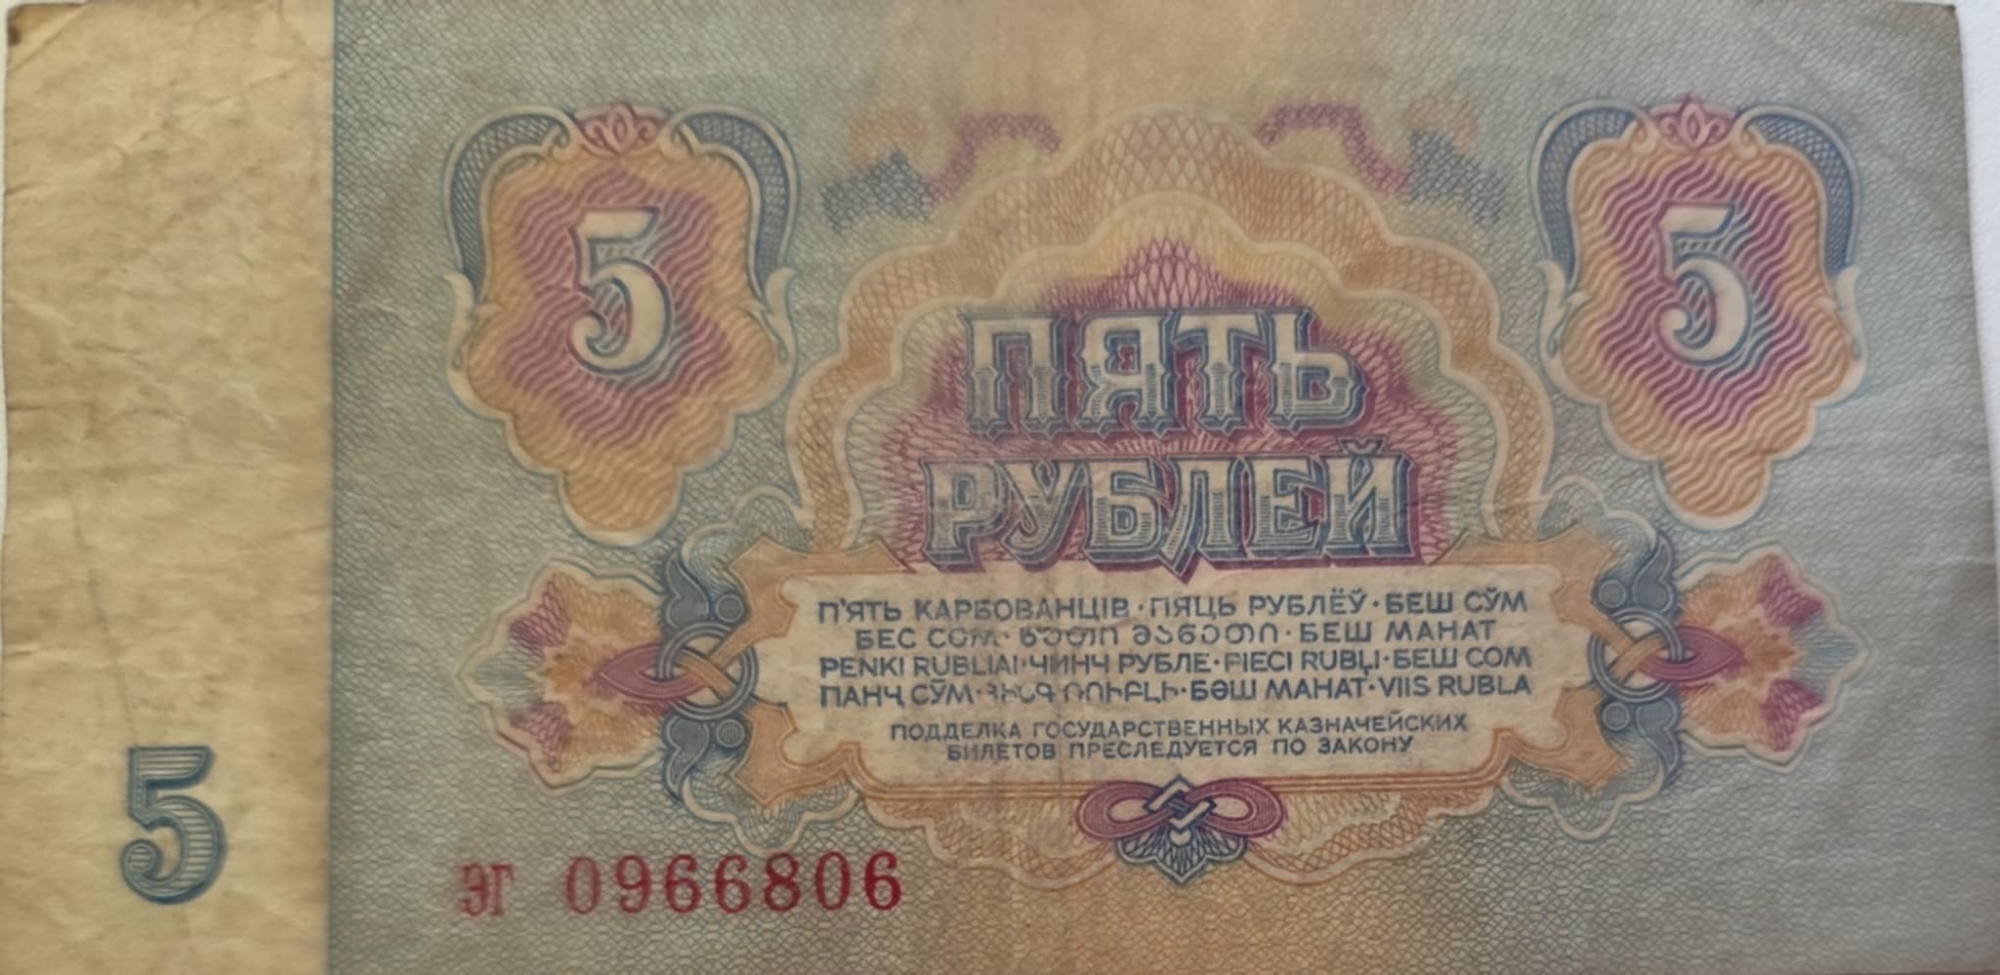 5
5
ПЯТЬ
РУБЛЕЙ
П'ЯТЬ КАРБОВАНЦІВ · ПЯЦЬ РУБЛЁЎ · БЕШ СЎМ
БЕС СОМ · ᲮᲣᲗᲘ ᲛᲐᲜᲔᲗᲘ · БЕШ МАНАТ
PENKI RUBLIAI · ЧИНЧ РУБЛЕ · PIECI RUBĻI · БЕШ СОМ
ПАНҶ СӮМ · ՀԻՆԳ ՌՈՒԲԼԻ · БӘШ МАНАТ · VIIS RUBLA
ПОДДЕЛКА ГОСУДАРСТВЕННЫХ КАЗНАЧЕЙСКИХ
БИЛЕТОВ ПРЕСЛЕДУЕТСЯ ПО ЗАКОНУ
5
ЭГ 0966806